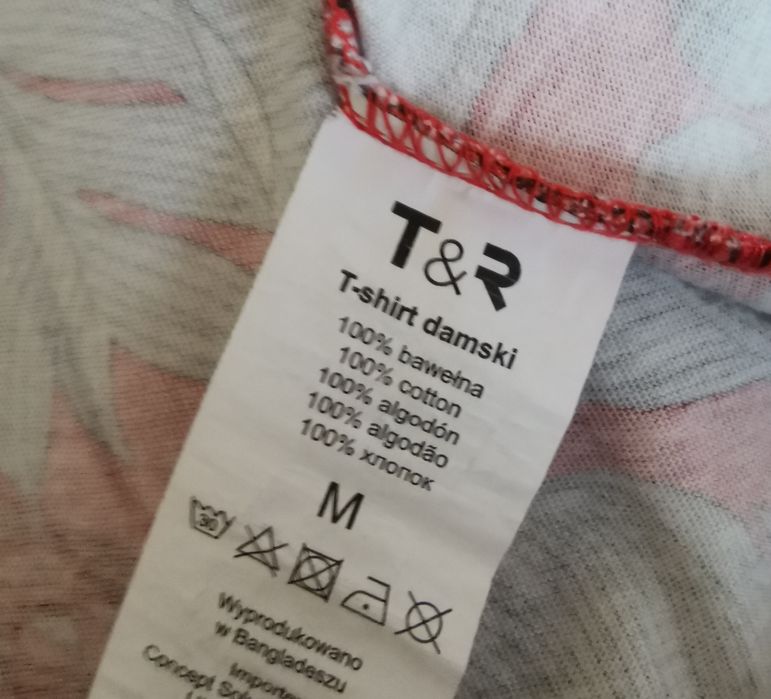 T&R
T-shirt damski
100% bawełna
100% cotton
100% algodón
100% algodão
100% хлопок
M
30
Wyprodukowano
w Bangladeszu